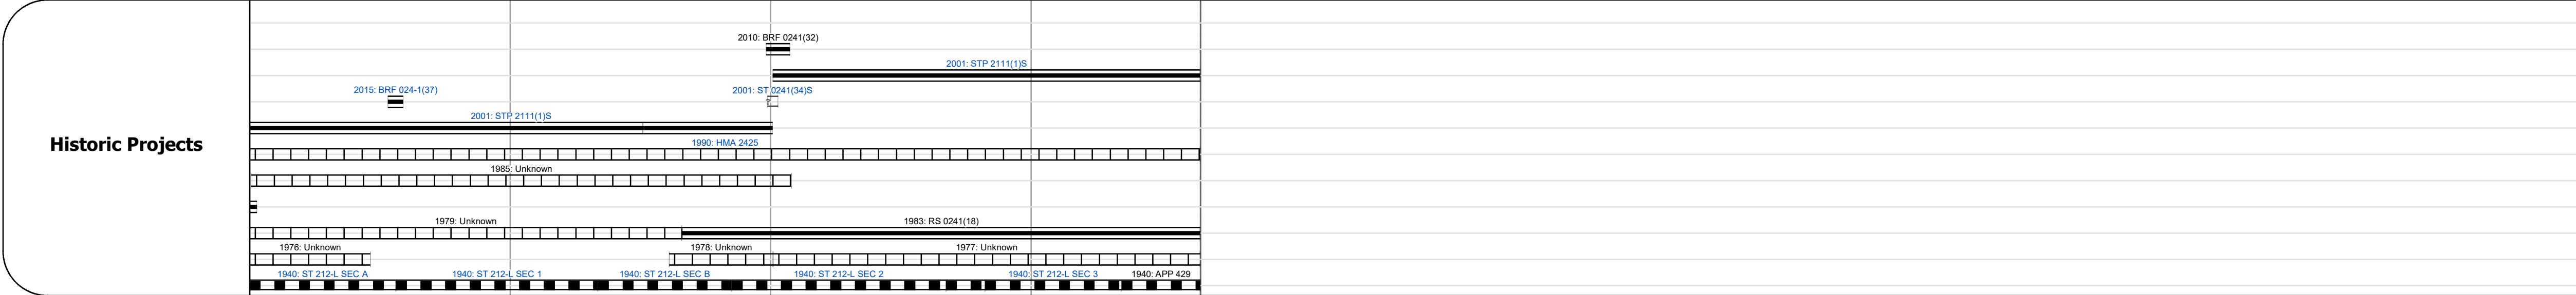 2010: BRF 0241(32)
2001: STP 2111(1)S
2015: BRF 024-1(37)
2001: ST 0241(34)S
2001: STP 2111(1)S
1990: HMA 2425
Historic Projects
1985: Unknown
1979: Unknown
1983: RS 0241(18)
1976: Unknown
1978: Unknown
1977: Unknown
1940: ST 212-L SEC A
1940: ST 212-L SEC 1
1940: ST 212-L SEC B
1940: ST 212-L SEC 2
1940: ST 212-L SEC 3
1940: APP 429